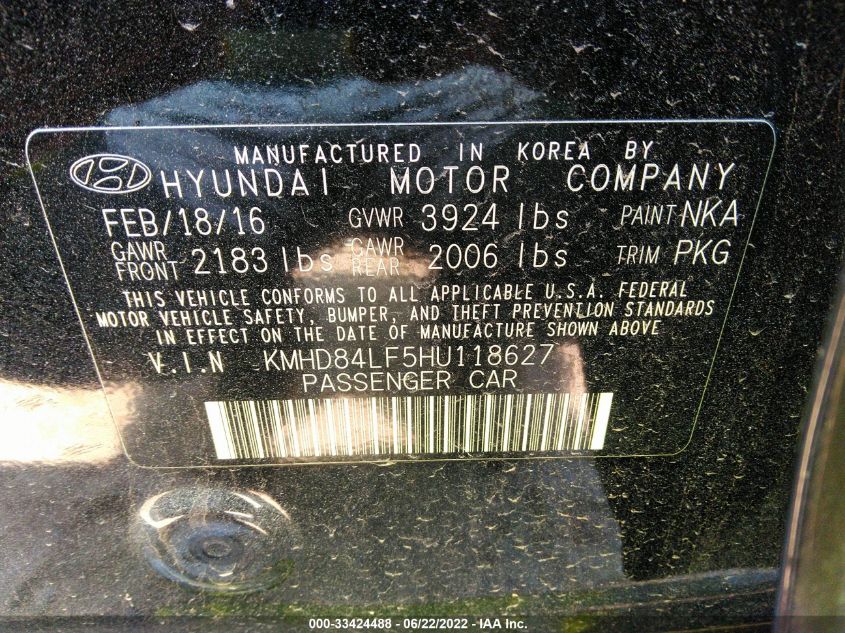 MANUFACTURED IN KOREA BY
HYUNDAI MOTOR COMPANY
FEB/18/16 GVWR 3924 lbs PAINT NKA
GAWR FRONT 2183 lbs GAWR REAR 2006 lbs TRIM PKG
THIS VEHICLE CONFORMS TO ALL APPLICABLE U.S.A. FEDERAL
MOTOR VEHICLE SAFETY, BUMPER, AND THEFT PREVENTION STANDARDS
IN EFFECT ON THE DATE OF MANUFACTURE SHOWN ABOVE
V.I.N KMHD84LF5HU118627
PASSENGER CAR
000-33424488 - 06/22/2022 - IAA Inc.